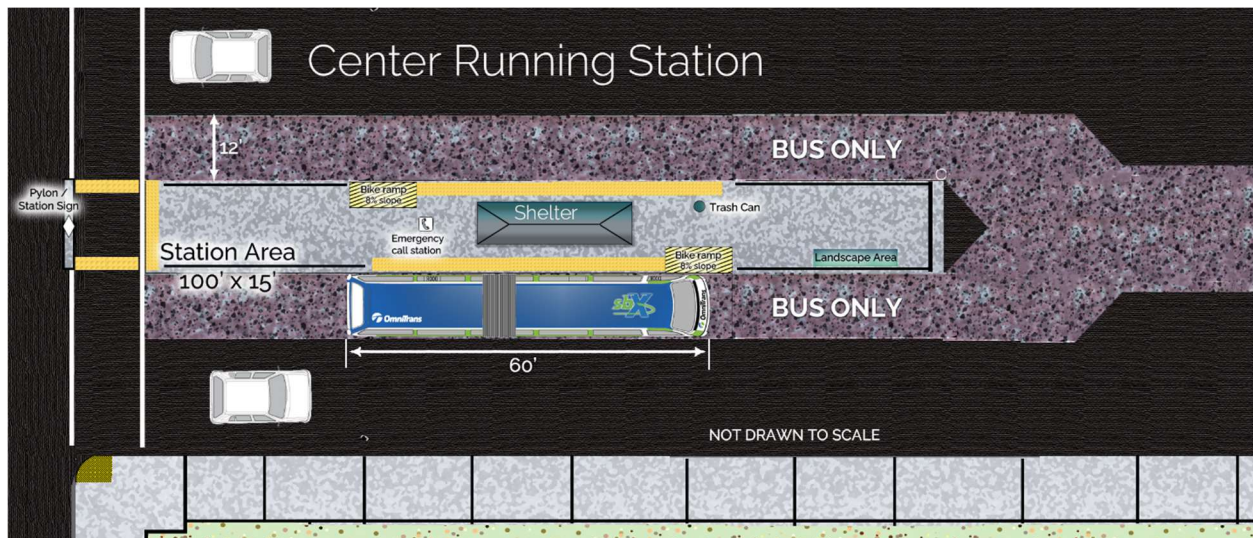 Center Running Station
12'
BUS ONLY
Pylon /
Station Sign
Bike ramp
8% slope
Shelter
Trash Can
Emergency
call station
Station Area
100' x 15'
Bike ramp
8% slope
Landscape Area
OmniTrans
sbX
OmniTrans
BUS ONLY
60'
NOT DRAWN TO SCALE